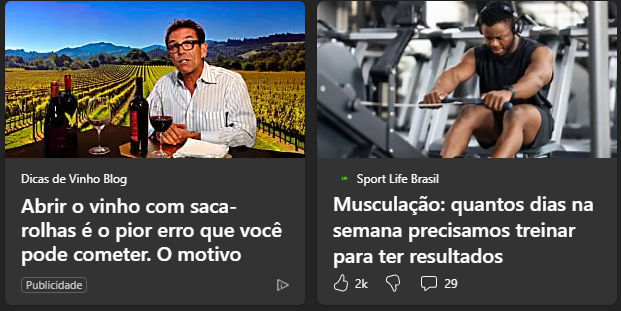 Dicas de Vinho Blog
Abrir o vinho com saca-
rolhas é o pior erro que você
pode cometer. O motivo
Publicidade
Sport Life Brasil
Musculação: quantos dias na
semana precisamos treinar
para ter resultados
2k
29